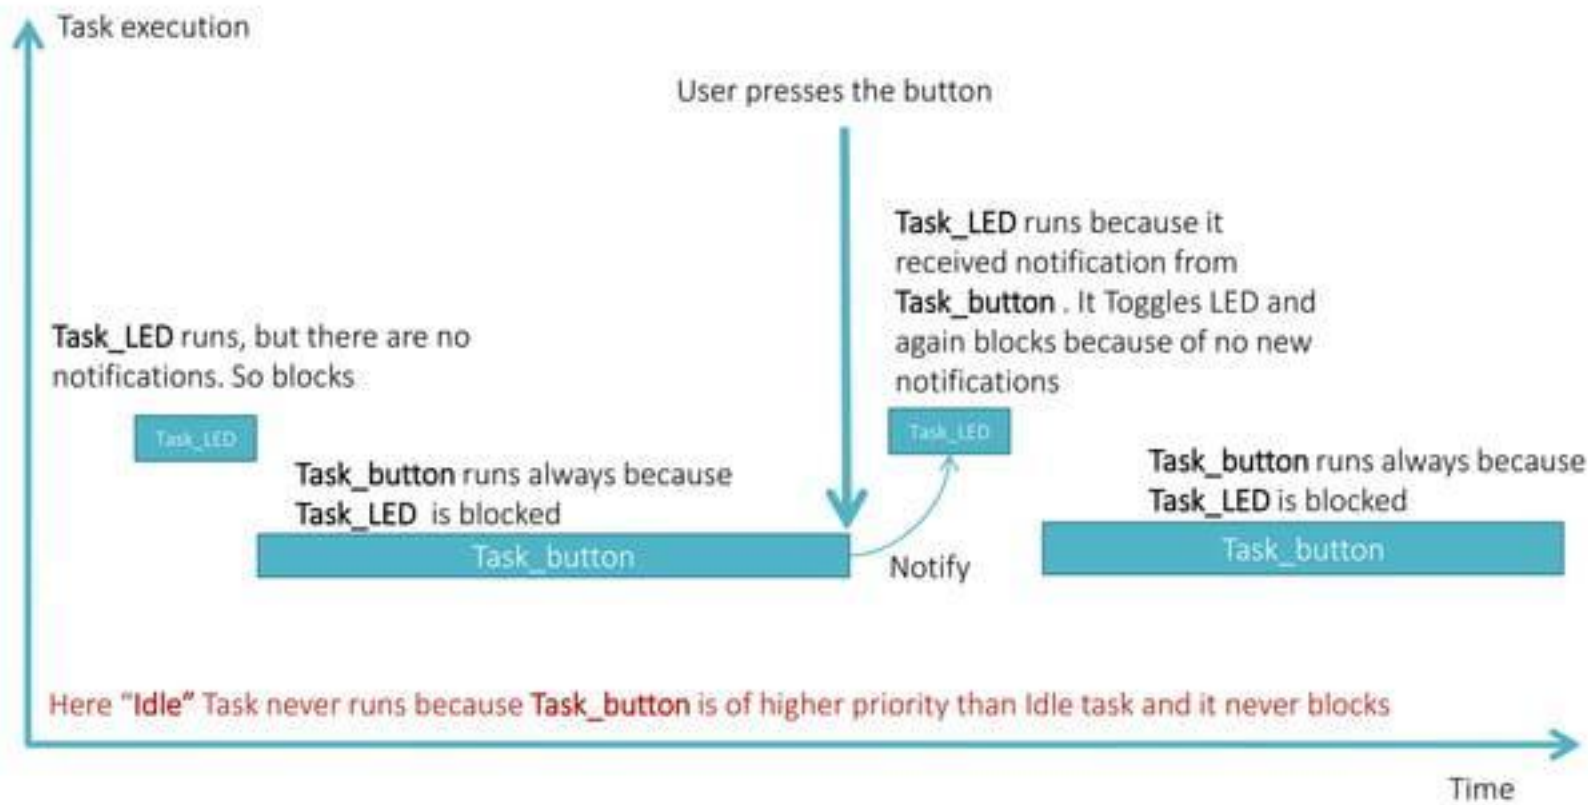 Task execution
User presses the button
Task_LED runs because it
received notification from
Task_button . It Toggles LED and
again blocks because of no new
notifications
Task_LED runs, but there are no
notifications. So blocks
Task_LED
Task_LED
Task_button runs always because
Task_LED is blocked
Task_button runs always because
Task_LED is blocked
Task_button
Notify
Task_button
Here “Idle” Task never runs because Task_button is of higher priority than Idle task and it never blocks
Time